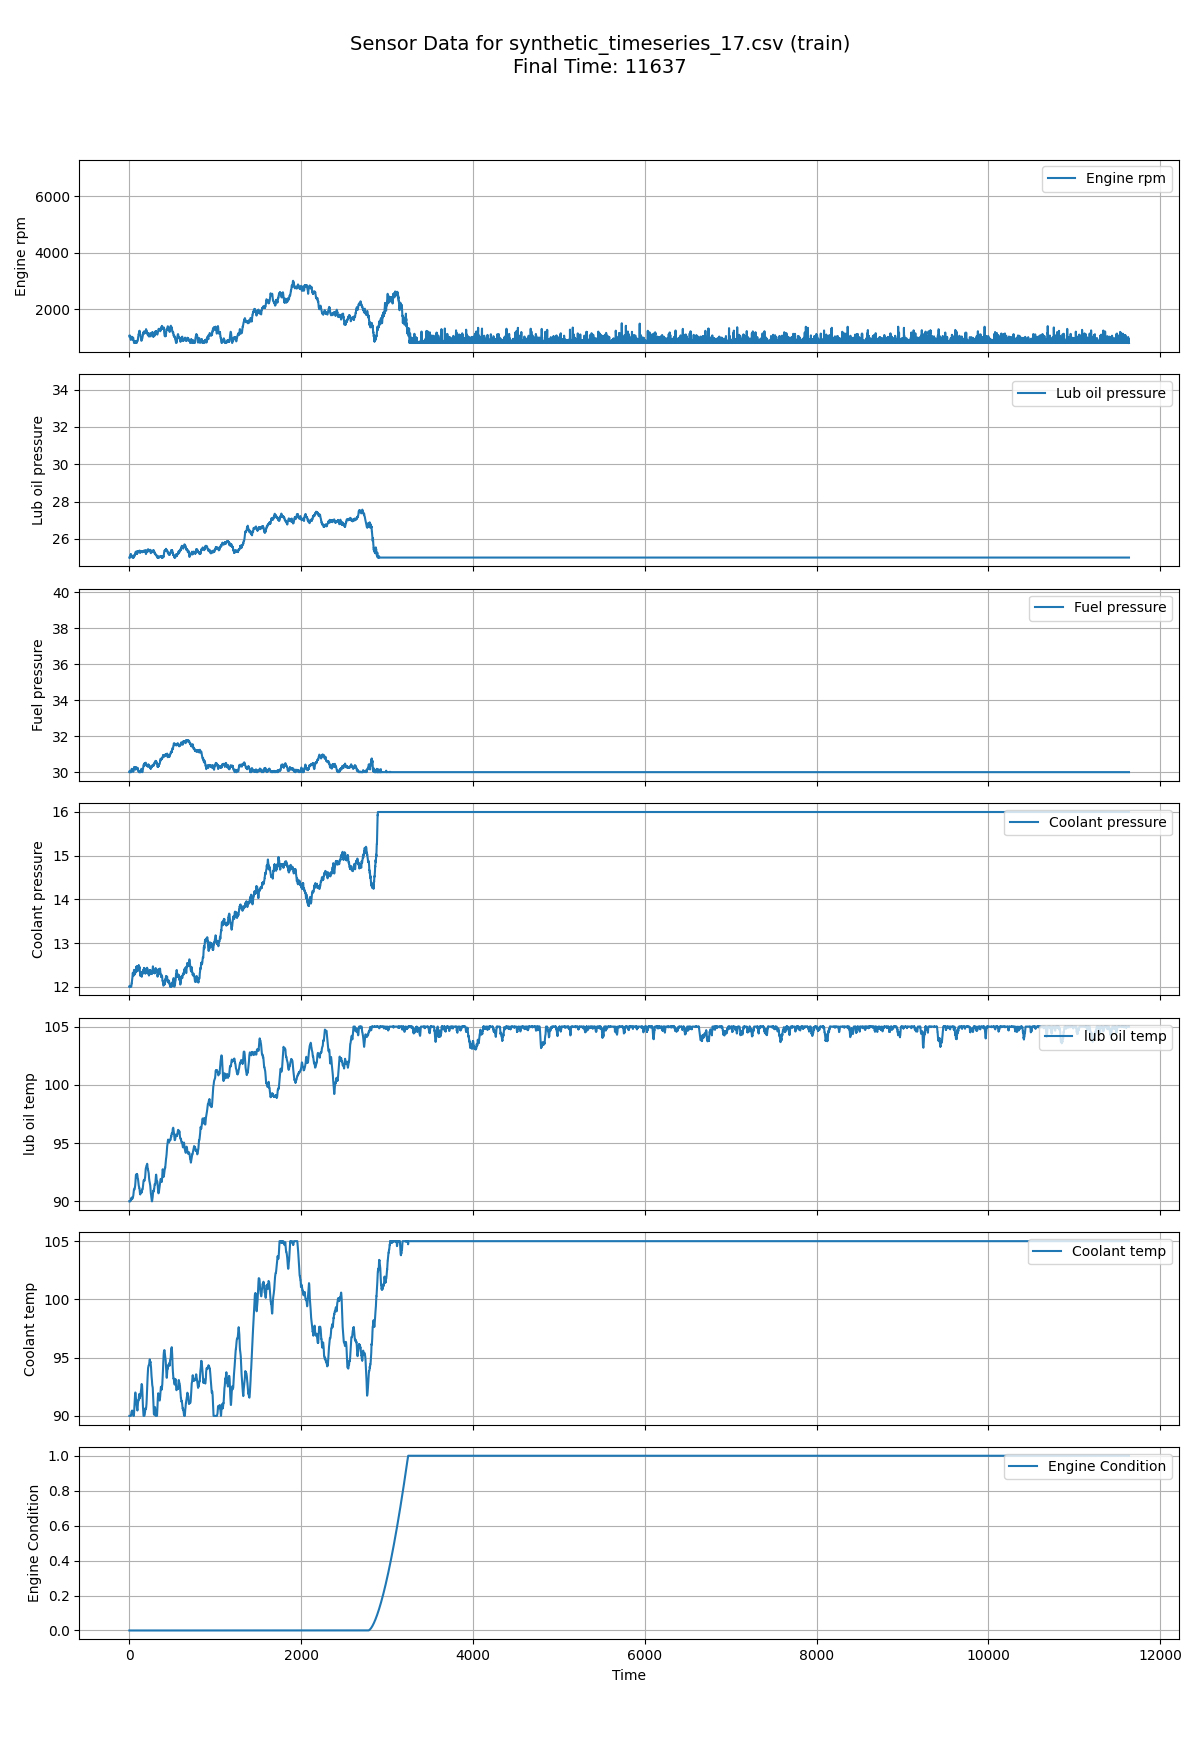 Sensor Data for synthetic_timeseries_17.csv (train)
Final Time: 11637
Engine rpm
6000
4000
2000
Engine rpm
Lub oil pressure
34
32
30
28
26
Lub oil pressure
Fuel pressure
40
38
36
34
32
30
Fuel pressure
Coolant pressure
16
15
14
13
12
Coolant pressure
lub oil temp
105
100
95
90
lub oil temp
Coolant temp
105
100
95
90
Coolant temp
Engine Condition
1.0
0.8
0.6
0.4
0.2
0.0
Engine Condition
0 2000 4000 6000 8000 10000 12000
Time